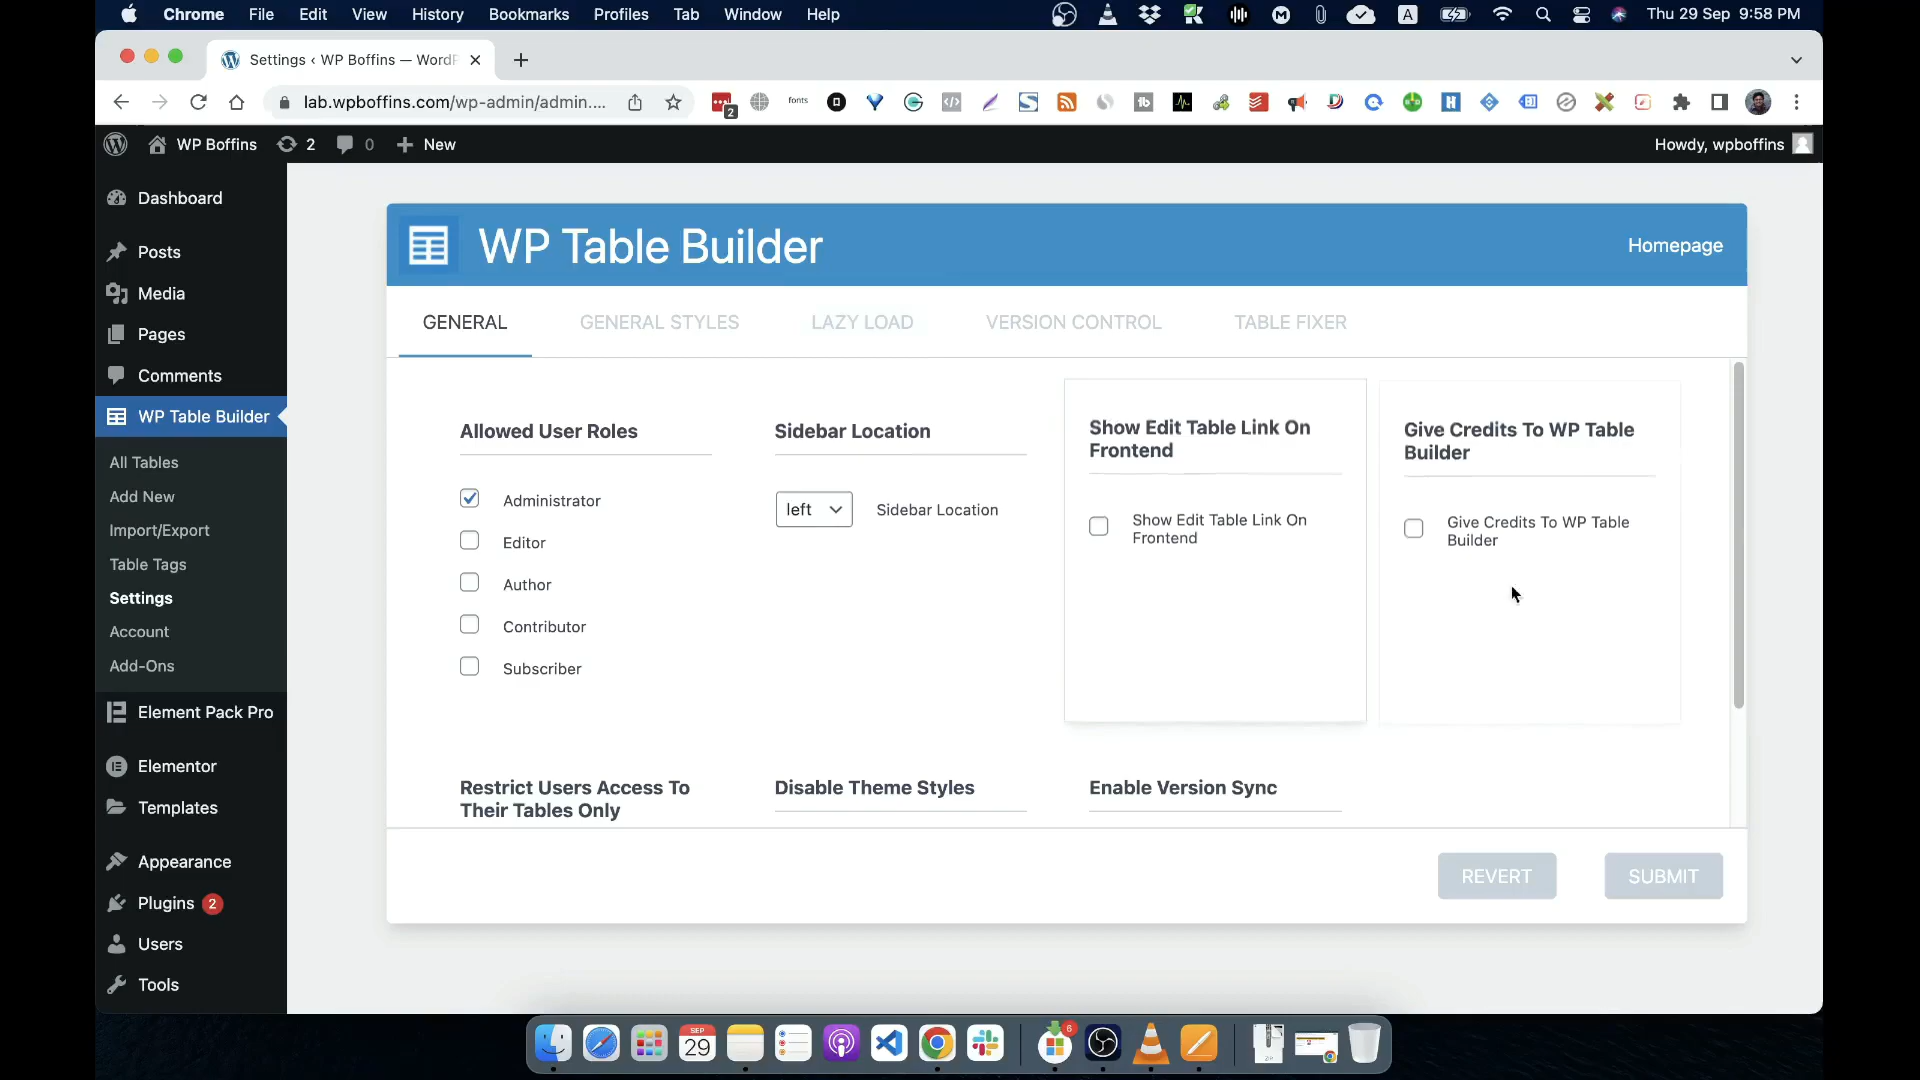 Chrome File Edit View History Bookmarks Profiles Tab Window Help Thu 29 Sep 9:58 PM
Settings ‹ WP Boffins — WordP
lab.wpboffins.com/wp-admin/admin.... 2 fonts
WP Boffins 2 0 New Howdy, wpboffins
Dashboard
Posts
Media
Pages
Comments
WP Table Builder
All Tables
Add New
Import/Export
Table Tags
Settings
Account
Add-Ons
Element Pack Pro
Elementor
Templates
Appearance
Plugins 2
Users
Tools
WP Table Builder Homepage
GENERAL GENERAL STYLES LAZY LOAD VERSION CONTROL TABLE FIXER
Allowed User Roles
Administrator
Editor
Author
Contributor
Subscriber
Sidebar Location
left Sidebar Location
Show Edit Table Link On
Frontend
Show Edit Table Link On
Frontend
Give Credits To WP Table
Builder
Give Credits To WP Table
Builder
Restrict Users Access To
Their Tables Only
Disable Theme Styles
Enable Version Sync
REVERT SUBMIT
SEP
29
6